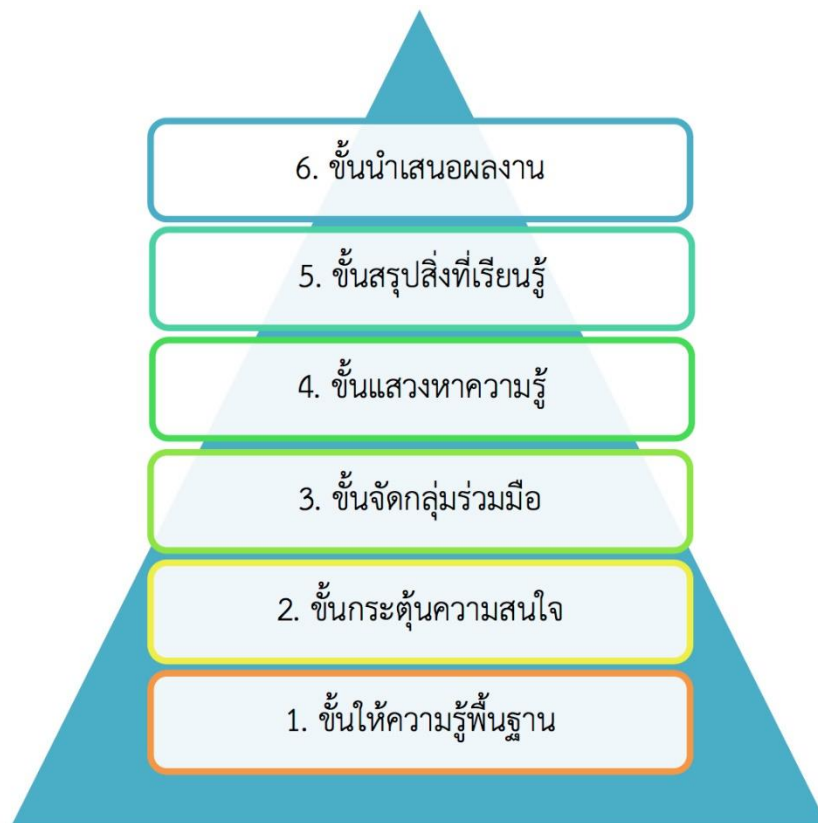 6. ขั้นนำเสนอผลงาน
5. ขั้นสรุปสิ่งที่เรียนรู้
4. ขั้นแสวงหาความรู้
3. ขั้นจัดกลุ่มร่วมมือ
2. ขั้นกระตุ้นความสนใจ
1. ขั้นให้ความรู้พื้นฐาน